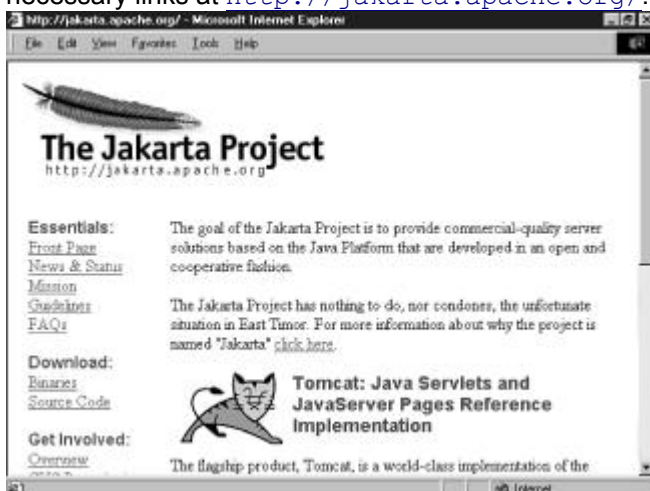 necessary links at http://jakarta.apache.org/.
http://jakarta.apache.org/ - Microsoft Internet Explorer
File Edit View Favorites Tools Help
The Jakarta Project
http://jakarta.apache.org
Essentials:
Front Page
News & Status
Mission
Guidelines
FAQs
Download:
Binaries
Source Code
Get Involved:
Overview
The goal of the Jakarta Project is to provide commercial-quality server
solutions based on the Java Platform that are developed in an open and
cooperative fashion.
The Jakarta Project has nothing to do, nor condones, the unfortunate
situation in East Timor. For more information about why the project is
named "Jakarta" click here.
Tomcat: Java Servlets and
JavaServer Pages Reference
Implementation
The flagship product, Tomcat, is a world-class implementation of the
Internet